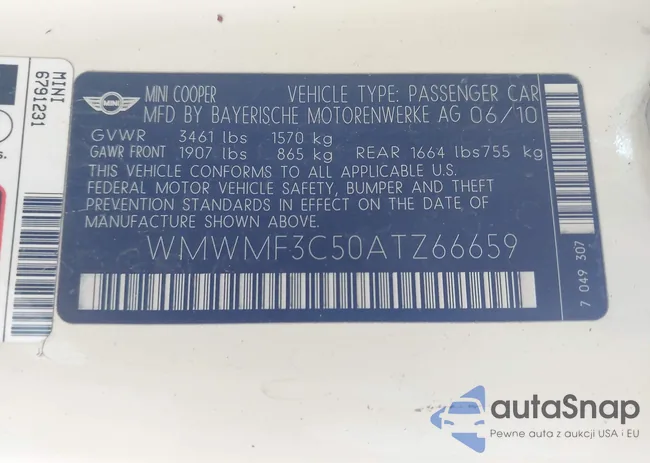 MINI
6791231
s.
MINI
MINI COOPER VEHICLE TYPE: PASSENGER CAR
MFD BY BAYERISCHE MOTORENWERKE AG 06/10
GVWR 3461 lbs 1570 kg
GAWR FRONT 1907 lbs 865 kg REAR 1664 lbs 755 kg
THIS VEHICLE CONFORMS TO ALL APPLICABLE U.S.
FEDERAL MOTOR VEHICLE SAFETY, BUMPER AND THEFT
PREVENTION STANDARDS IN EFFECT ON THE DATE OF
MANUFACTURE SHOWN ABOVE.
WMWMF3C50ATZ66659
7 049 307
autaSnap
Pewne auta z aukcji USA i EU